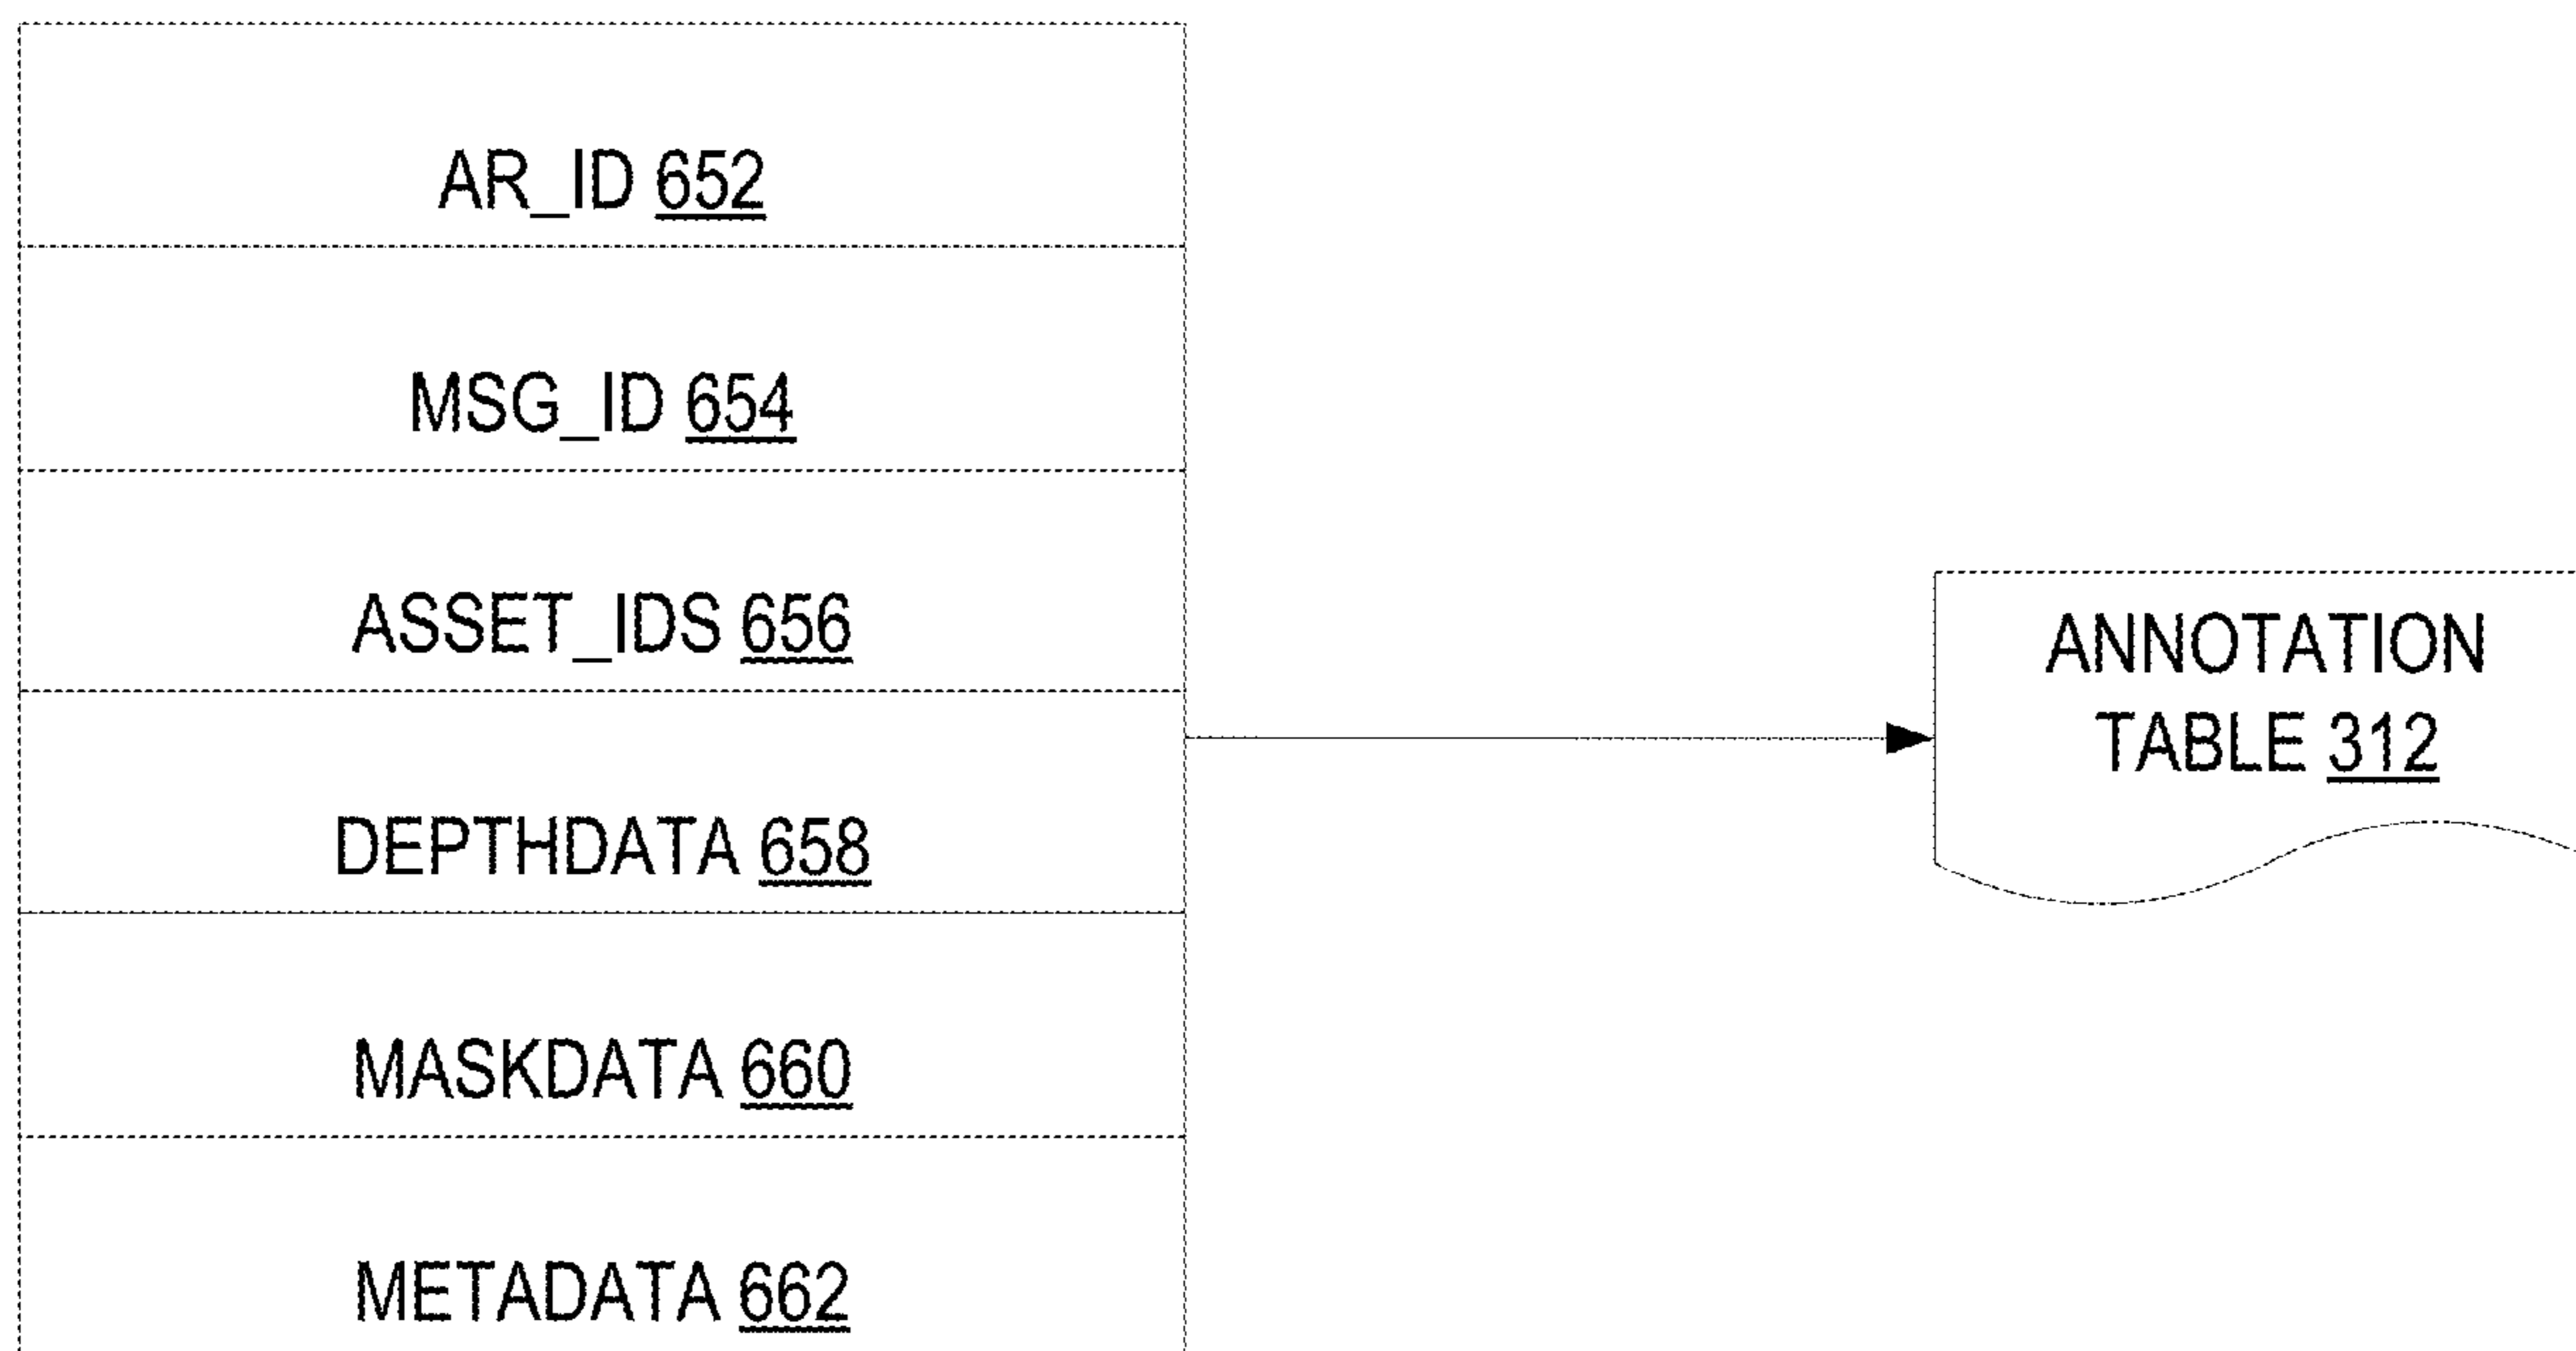 AR_ID 652
MSG_ID 654
ASSET_IDS 656
DEPTHDATA 658
MASKDATA 660
METADATA 662
ANNOTATION
TABLE 312